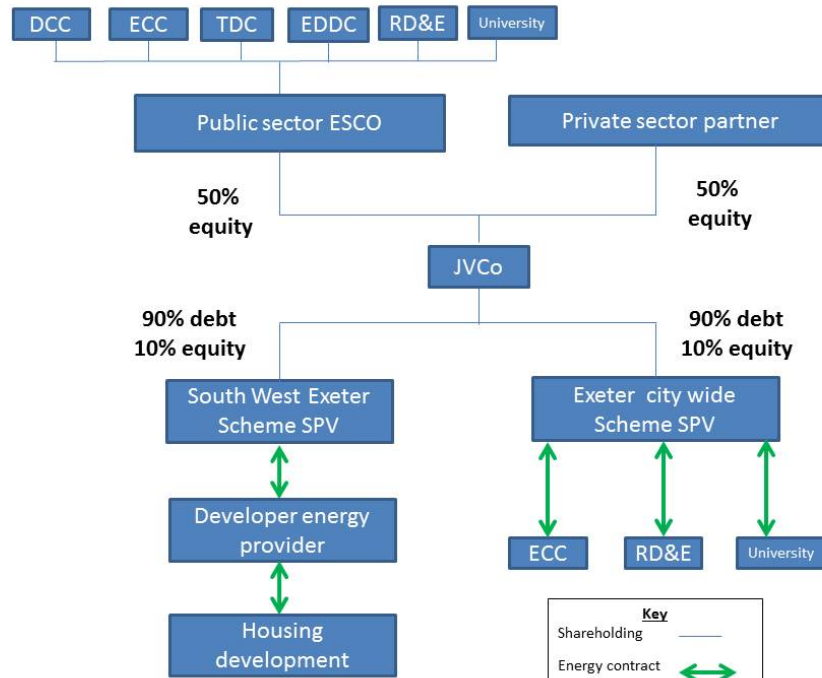 DCC
ECC
TDC
EDDC
RD&E
University
Public sector ESCO
Private sector partner
50%
equity
50%
equity
JVCo
90% debt
10% equity
90% debt
10% equity
South West Exeter
Scheme SPV
Exeter city wide
Scheme SPV
Developer energy
provider
ECC
RD&E
University
Housing
development
Key
Shareholding
Energy contract